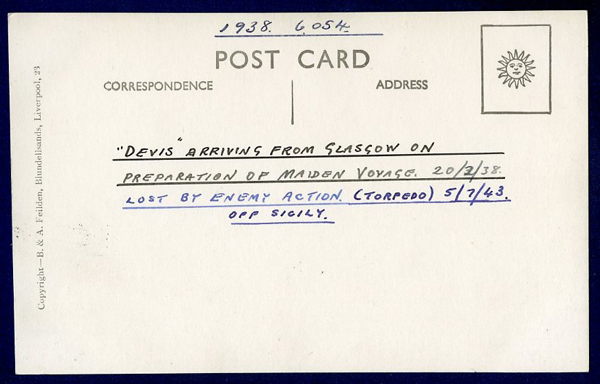 1938. 6,054.
POST CARD
CORRESPONDENCE
ADDRESS
"DEVIS" ARRIVING FROM GLASGOW ON
PREPARATION OF MAIDEN VOYAGE. 20/3/38.
LOST BY ENEMY ACTION. (TORPEDO) 5/7/43.
OFF SICILY.
Copyright—B. & A. Feilden, Blundellsands, Liverpool, 23